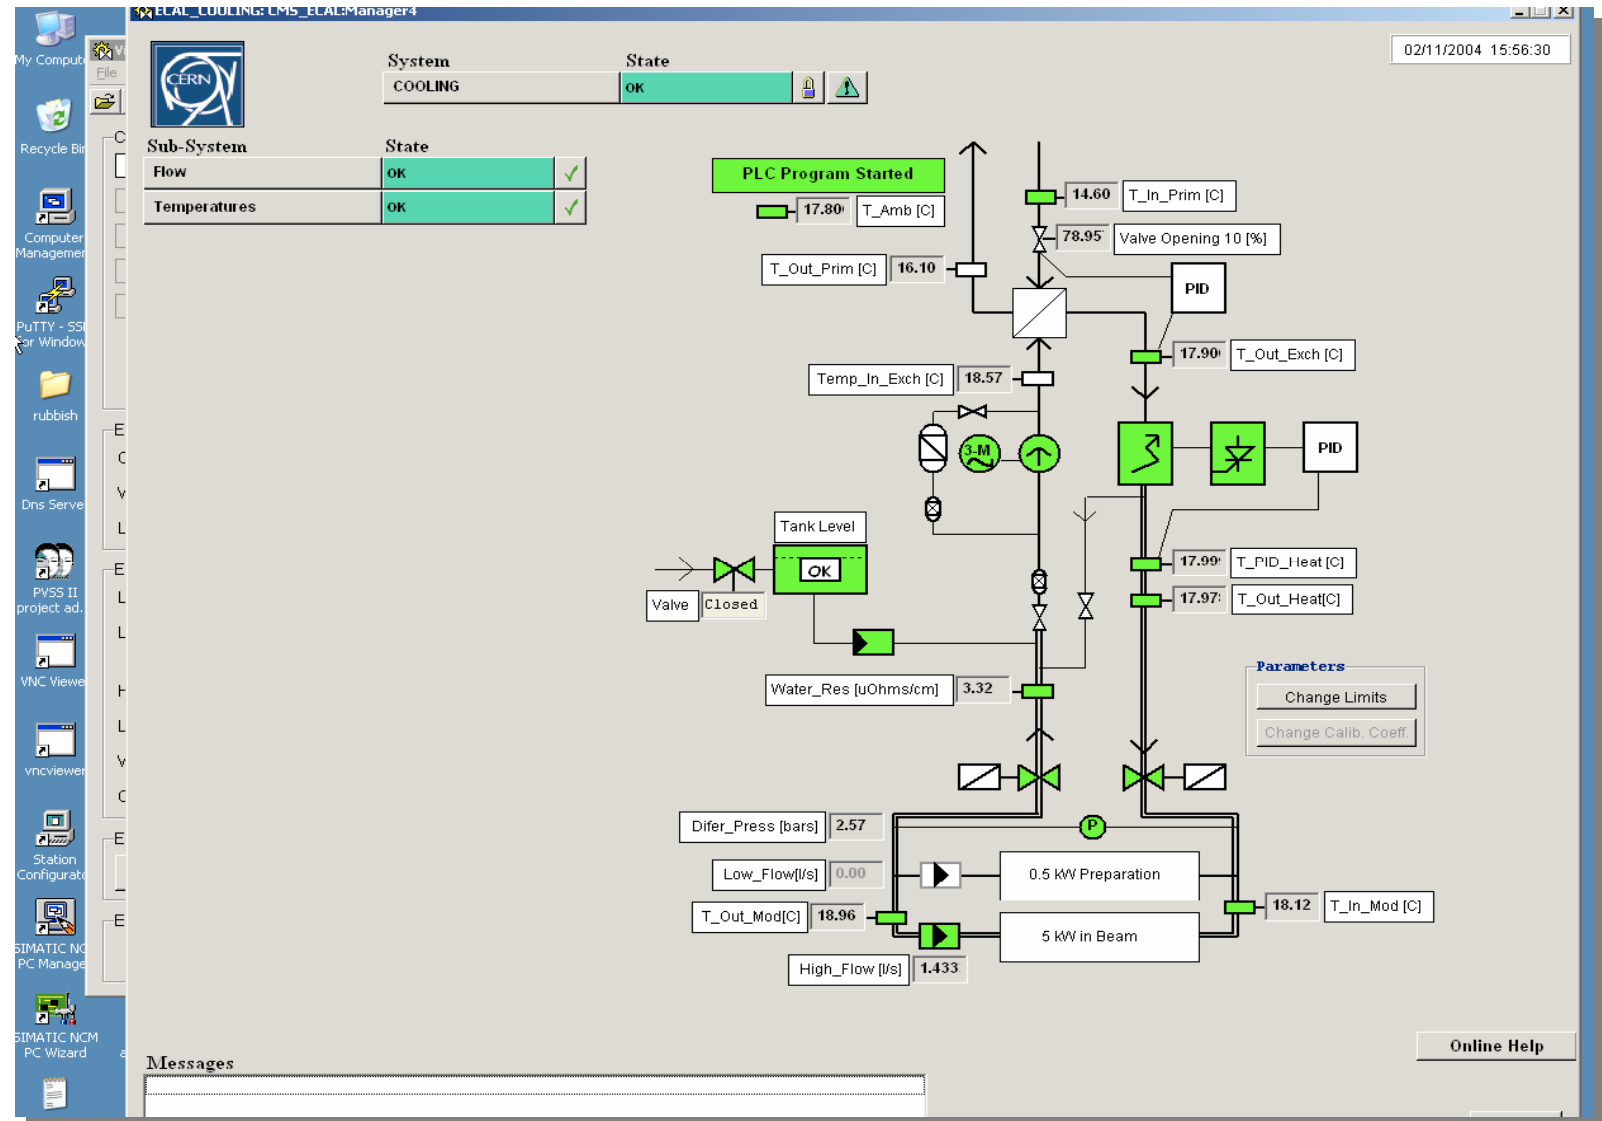 ECAL_COOLING: CMS_ECAL:Manager4
My Comput
File
Recycle Bi
Computer
Managemer
PuTTY - SS
for Window
rubbish
Dns Serve
PVSS II
project ad.
VNC Viewe
vncviewer
Station
Configurat
SIMATIC NC
PC Manage
SIMATIC NCM
PC Wizard
CERN
System
State
COOLING
OK
02/11/2004 15:56:30
Sub-System
State
Flow
OK
Temperatures
OK
PLC Program Started
17.80
T_Amb [C]
14.60
T_In_Prim [C]
78.95
Valve Opening 10 [%]
T_Out_Prim [C]
16.10
PID
17.90
T_Out_Exch [C]
Temp_In_Exch [C]
18.57
3-M
PID
Tank Level
OK
Valve
Closed
17.99
T_PID_Heat [C]
17.97
T_Out_Heat[C]
Water_Res [uOhms/cm]
3.32
Parameters
Change Limits
Change Calib. Coeff.
Difer_Press [bars]
2.57
P
Low_Flow[l/s]
0.00
0.5 kW Preparation
T_Out_Mod[C]
18.96
18.12
T_In_Mod [C]
5 kW in Beam
High_Flow [l/s]
1.433
Online Help
Messages